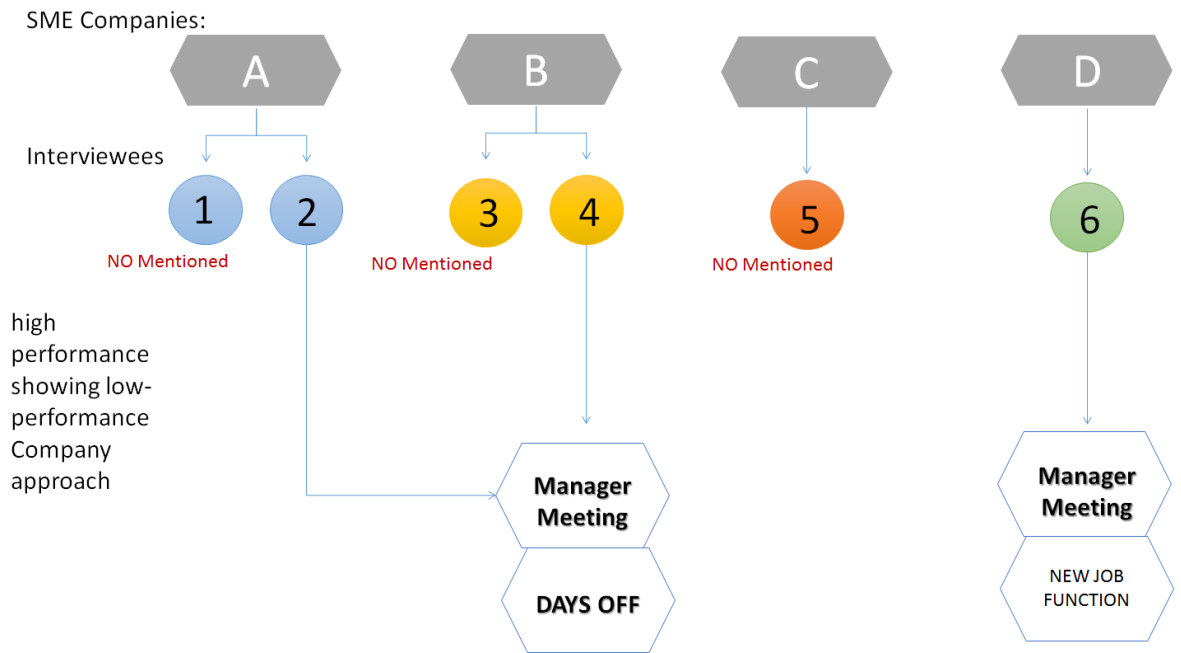 SME Companies:
A
B
C
D
Interviewees
1
2
3
4
5
6
NO Mentioned
NO Mentioned
NO Mentioned
high
performance
showing low-
performance
Company
approach
Manager
Meeting
DAYS OFF
Manager
Meeting
NEW JOB
FUNCTION